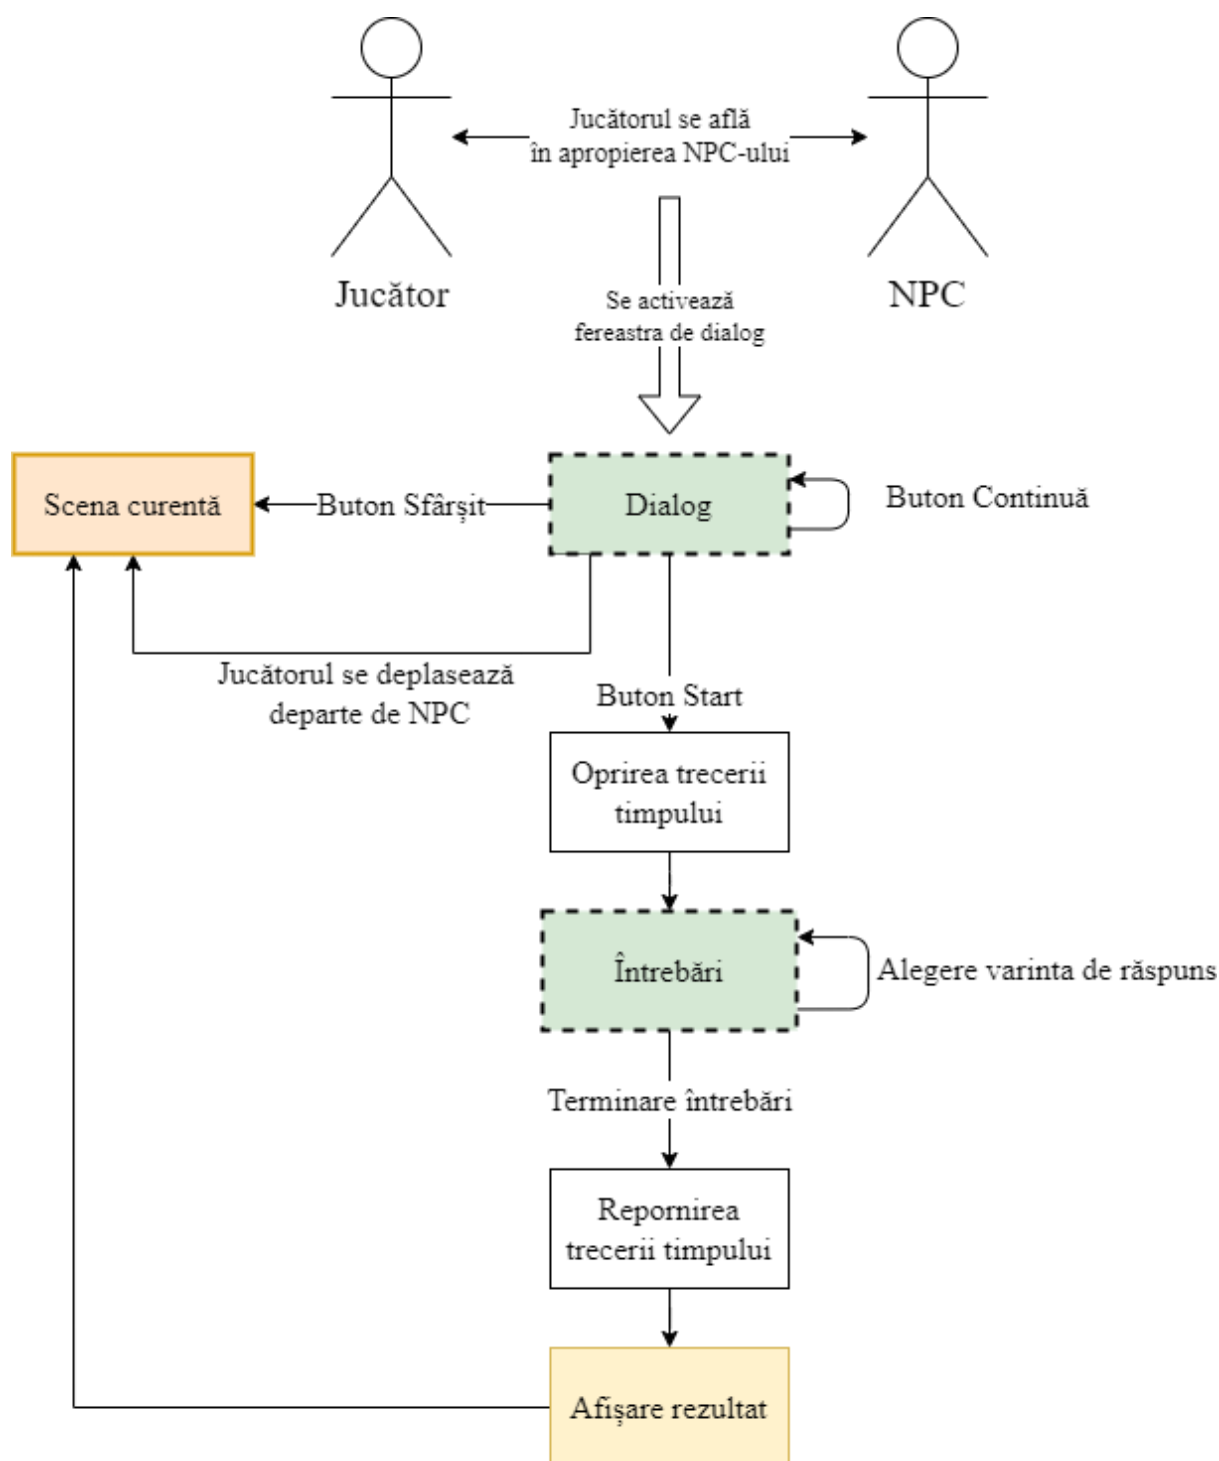 Jucătorul se află
în apropierea NPC-ului
Jucător
NPC
Se activează
fereastra de dialog
Scena curentă
Buton Sfârșit
Dialog
Buton Continuă
Jucătorul se deplasează
departe de NPC
Buton Start
Oprirea trecerii
timpului
Întrebări
Alegere varinta de răspuns
Terminare întrebări
Repornirea
trecerii timpului
Afișare rezultat